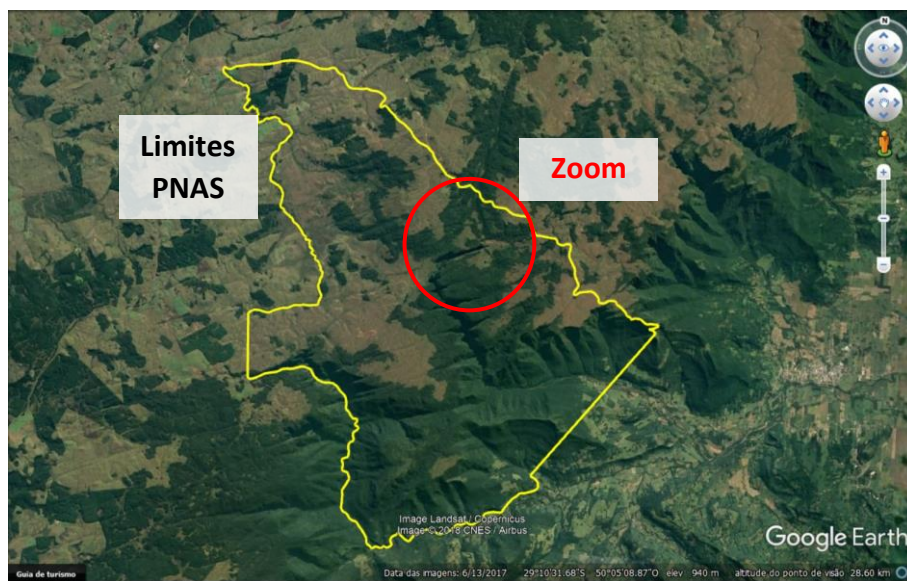 N
Limites
PNAS
Zoom
Image Landsat / Copernicus
Image © 2018 CNES / Airbus
Google Earth
Guia de turismo
Data das imagens: 6/13/2017 29°10'31.68"S 50°05'08.87"O elev 940 m altitude do ponto de visão 28.60 km